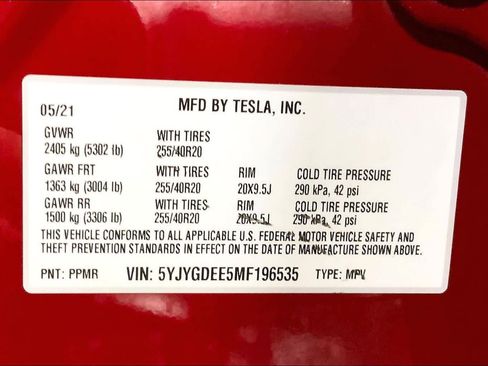 05/21 MFD BY TESLA, INC.
GVWR WITH TIRES
2405 kg (5302 lb) 255/40R20
GAWR FRT WITH TIRES RIM COLD TIRE PRESSURE
1363 kg (3004 lb) 255/40R20 20X9.5J 290 kPa, 42 psi
GAWR RR WITH TIRES RIM COLD TIRE PRESSURE
1500 kg (3306 lb) 255/40R20 20X9.5J 290 kPa, 42 psi
THIS VEHICLE CONFORMS TO ALL APPLICABLE U.S. FEDERAL MOTOR VEHICLE SAFETY AND
THEFT PREVENTION STANDARDS IN EFFECT ON THE DATE OF MANUFACTURE SHOWN ABOVE.
PNT: PPMR VIN: 5YJYGDEE5MF196535 TYPE: MPV